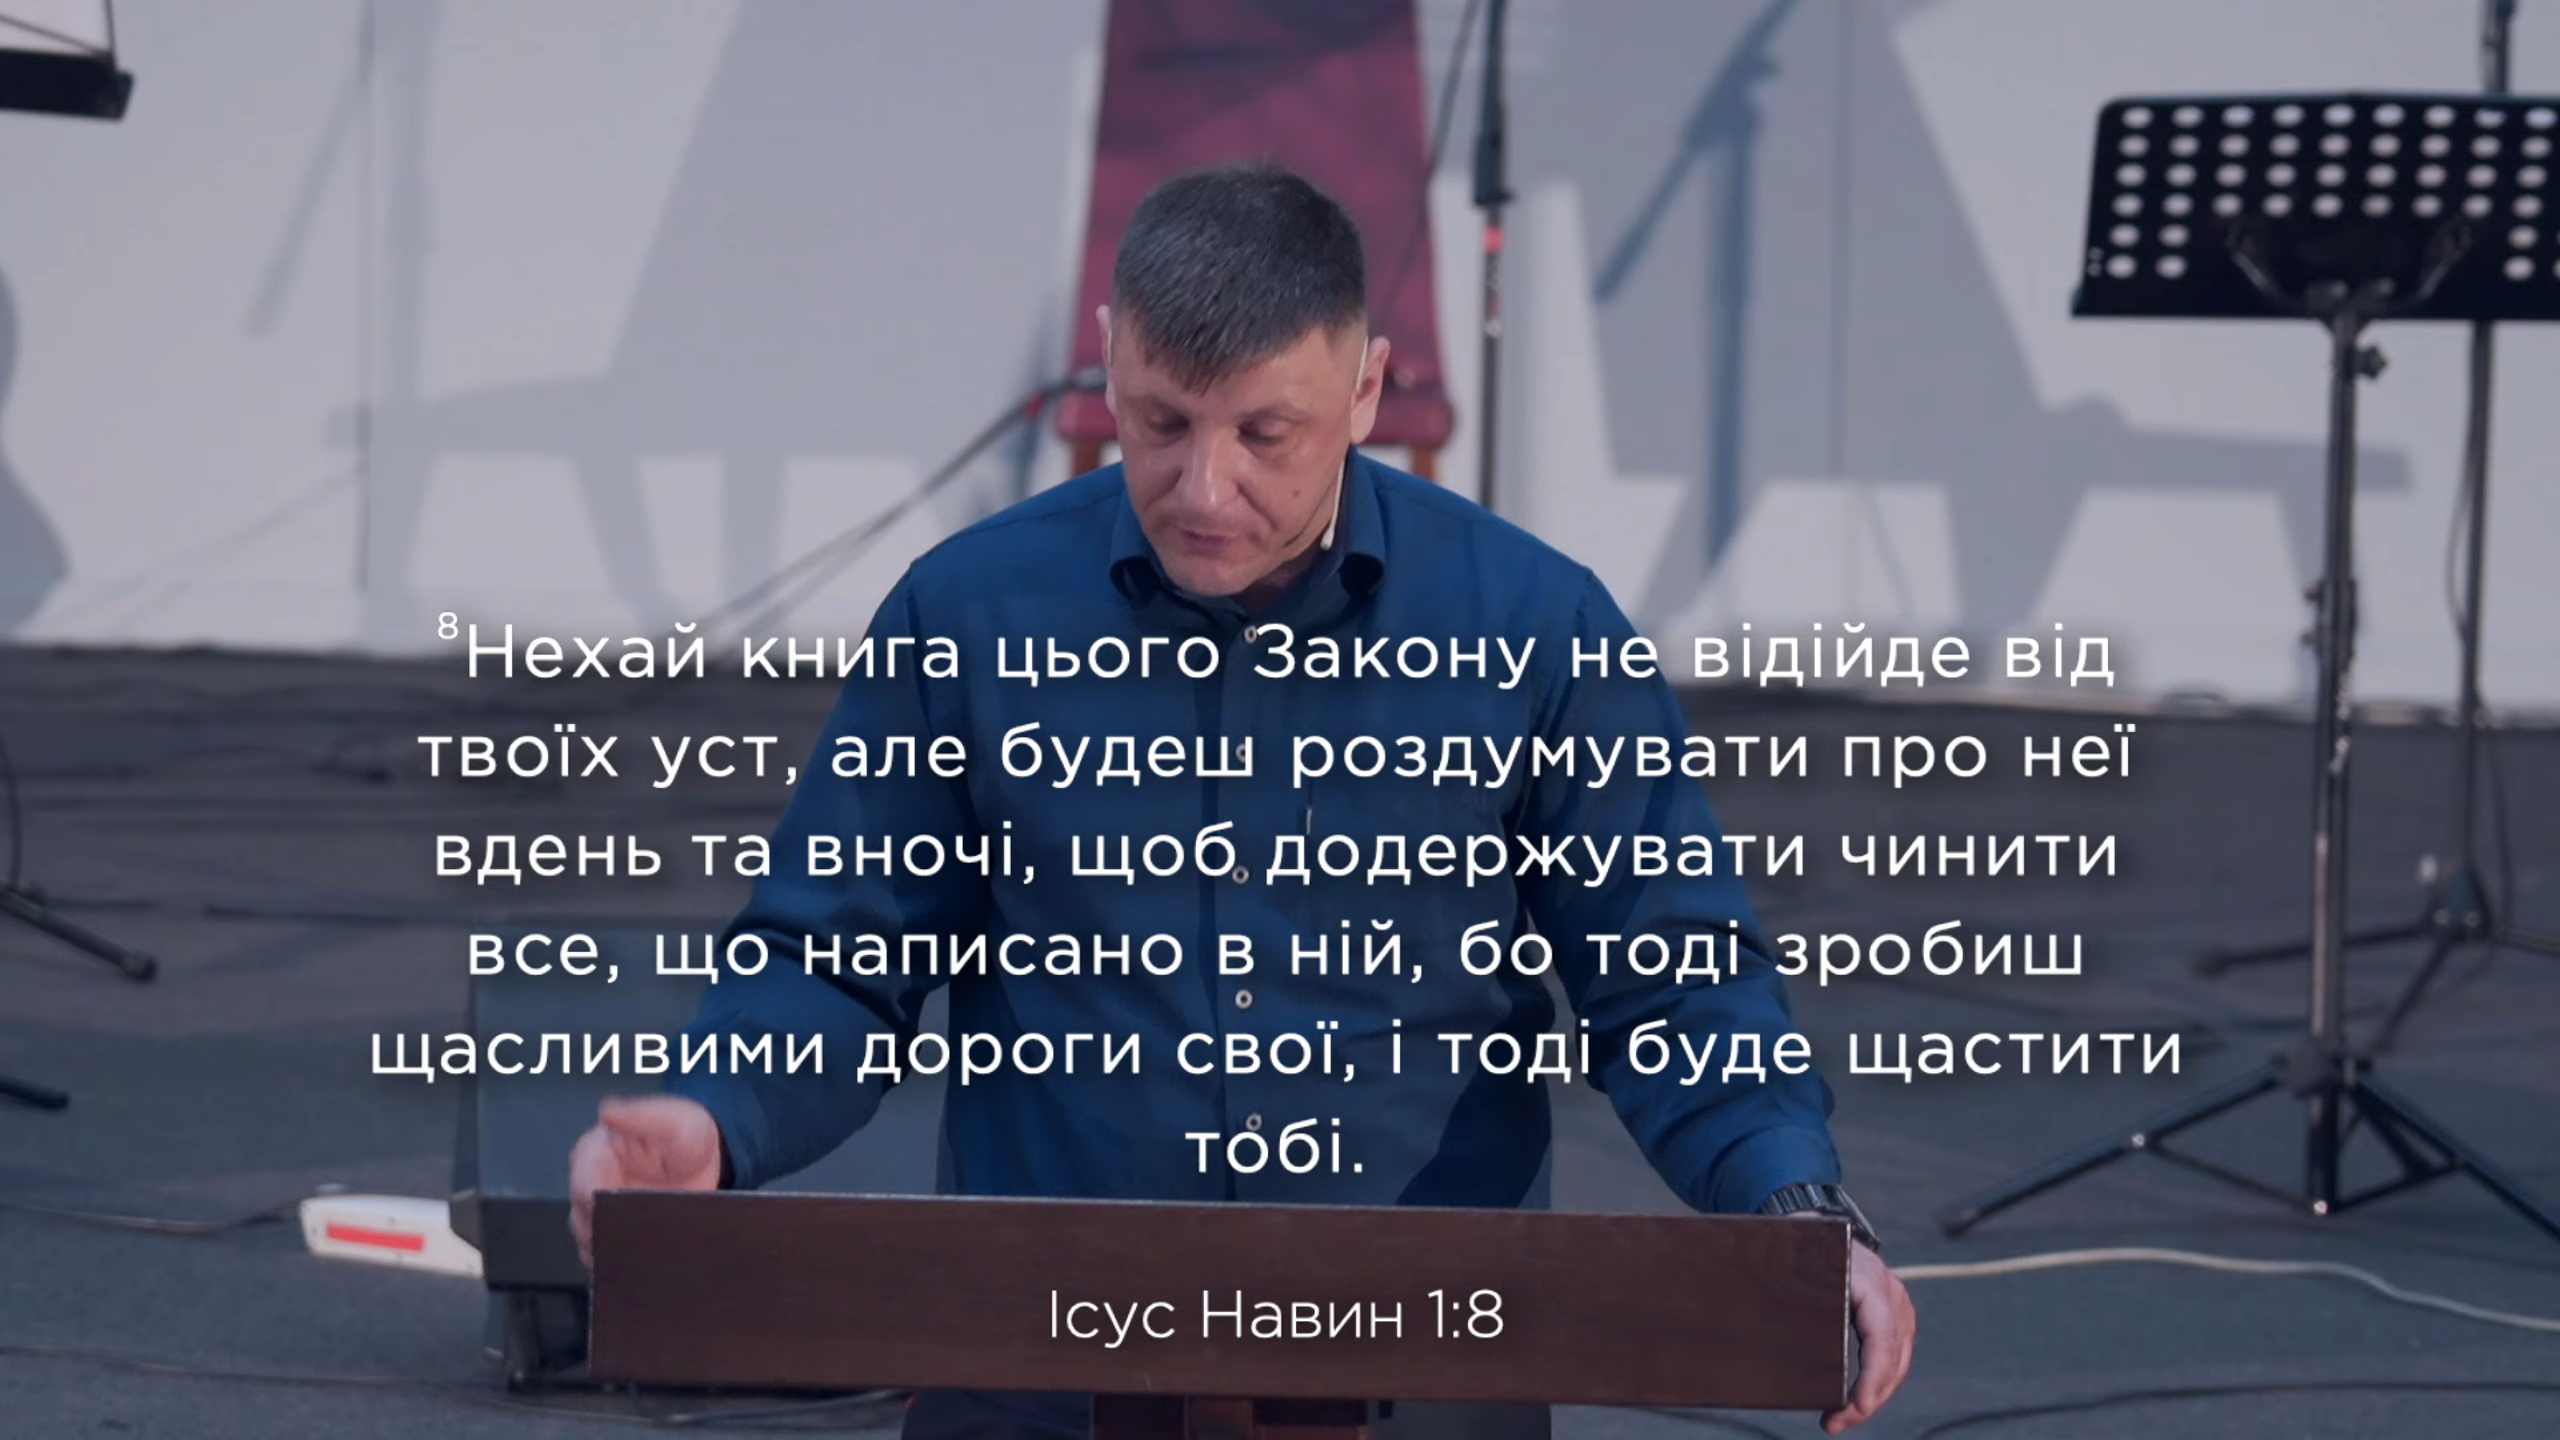 ⁸Нехай книга цього Закону не відійде від
твоїх уст, але будеш роздумувати про неї
вдень та вночі, щоб додержувати чинити
все, що написано в ній, бо тоді зробиш
щасливими дороги свої, і тоді буде щастити
тобі.
Ісус Навин 1:8